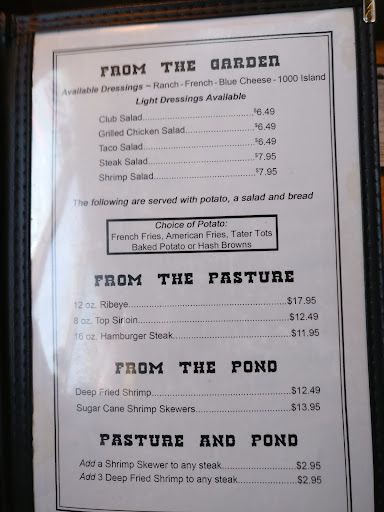 FROM THE GARDEN
Available Dressings ~ Ranch - French - Blue Cheese - 1000 Island
Light Dressings Available
Club Salad.......................................$6.49
Grilled Chicken Salad........................$6.49
Taco Salad.......................................$6.49
Steak Salad.....................................$7.95
Shrimp Salad...................................$7.95
The following are served with potato, a salad and bread
Choice of Potato:
French Fries, American Fries, Tater Tots
Baked Potato or Hash Browns
FROM THE PASTURE
12 oz. Ribeye..................................................$17.95
8 oz. Top Sirloin..............................................$12.49
16 oz. Hamburger Steak..................................$11.95
FROM THE POND
Deep Fried Shrimp...........................................$12.49
Sugar Cane Shrimp Skewers.............................$13.95
PASTURE AND POND
Add a Shrimp Skewer to any steak......................$2.95
Add 3 Deep Fried Shrimp to any steak.................$2.95